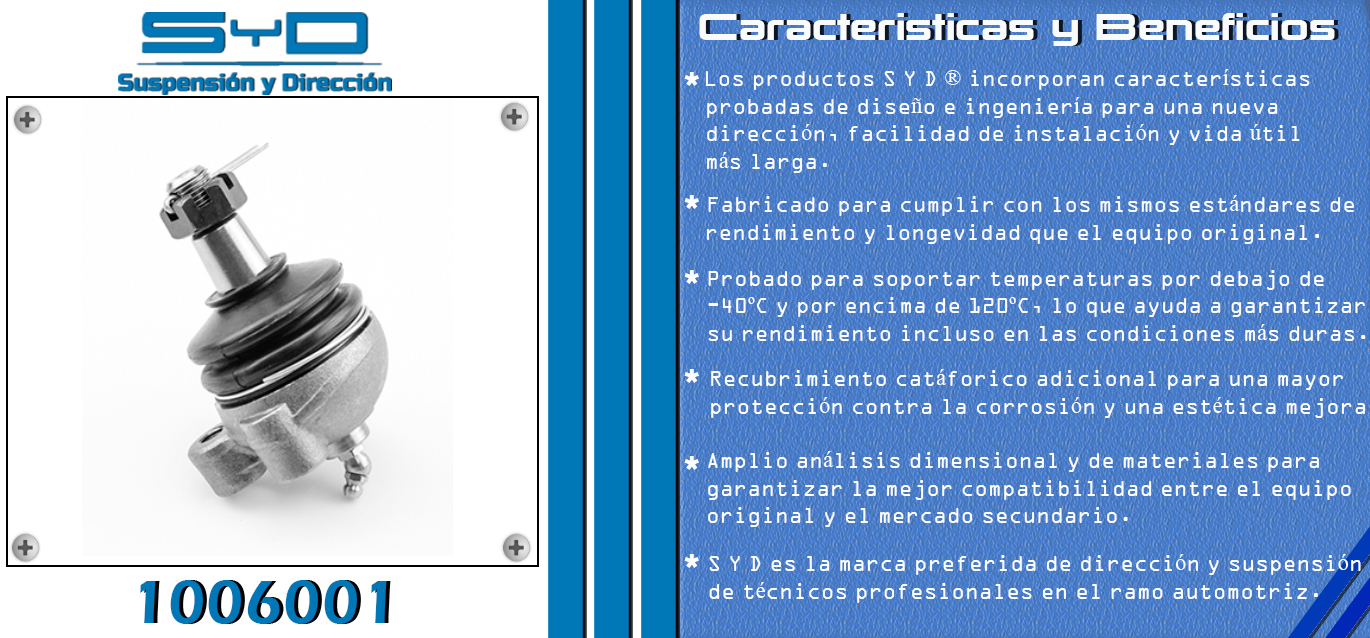 SYD
Suspensión y Dirección
1006001
Caracteristicas y Beneficios
* Los productos S Y D ® incorporan características
probadas de diseño e ingeniería para una nueva
dirección, facilidad de instalación y vida útil
más larga.
* Fabricado para cumplir con los mismos estándares de
rendimiento y longevidad que el equipo original.
* Probado para soportar temperaturas por debajo de
-40°C y por encima de 120°C, lo que ayuda a garantizar
su rendimiento incluso en las condiciones más duras.
* Recubrimiento catáforico adicional para una mayor
protección contra la corrosión y una estética mejora
* Amplio análisis dimensional y de materiales para
garantizar la mejor compatibilidad entre el equipo
original y el mercado secundario.
* S Y D es la marca preferida de dirección y suspensión
de técnicos profesionales en el ramo automotriz.